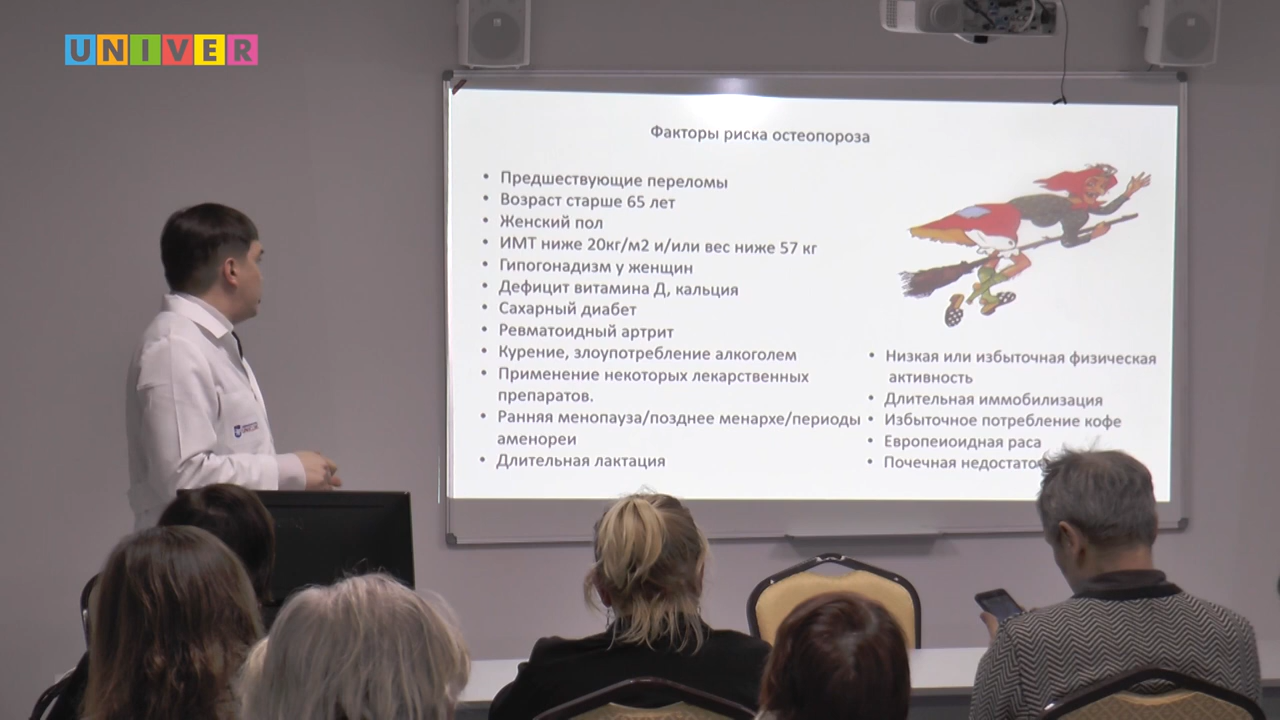 UNIVER
Факторы риска остеопороза
• Предшествующие переломы
• Возраст старше 65 лет
• Женский пол
• ИМТ ниже 20кг/м2 и/или вес ниже 57 кг
• Гипогонадизм у женщин
• Дефицит витамина Д, кальция
• Сахарный диабет
• Ревматоидный артрит
• Курение, злоупотребление алкоголем
• Применение некоторых лекарственных
препаратов.
• Ранняя менопауза/позднее менархе/периоды
аменореи
• Длительная лактация
• Низкая или избыточная физическая
активность
• Длительная иммобилизация
• Избыточное потребление кофе
• Европеиоидная раса
• Почечная